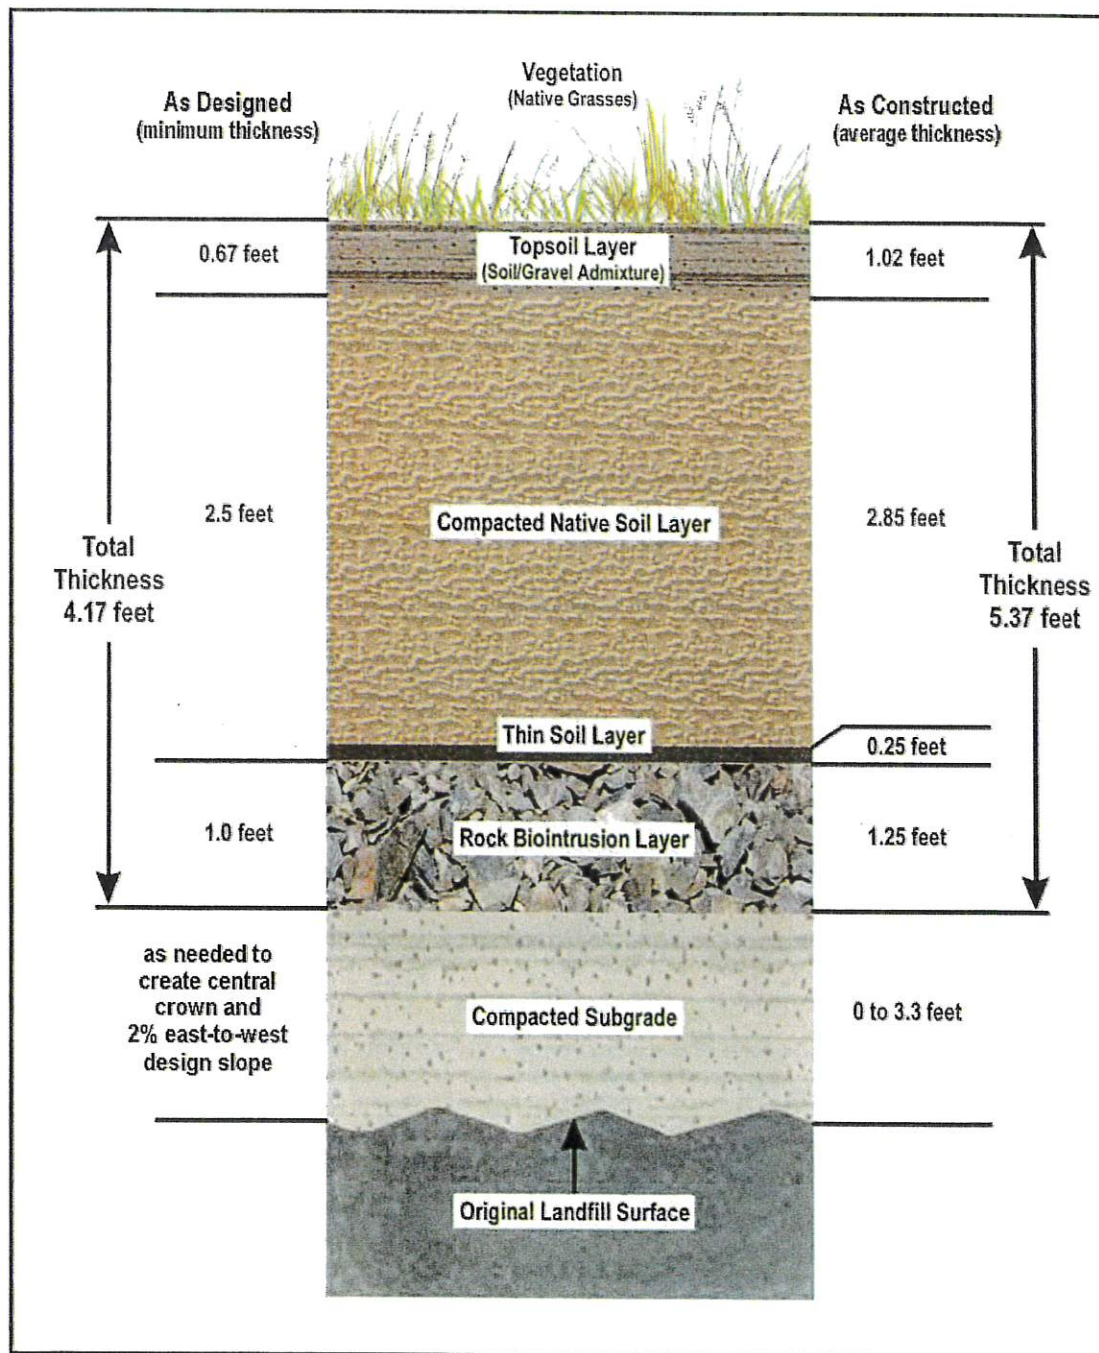 Vegetation
(Native Grasses)
As Designed
(minimum thickness)
As Constructed
(average thickness)
0.67 feet
Topsoil Layer
(Soil/Gravel Admixture)
1.02 feet
2.5 feet
Compacted Native Soil Layer
2.85 feet
Total
Thickness
4.17 feet
Total
Thickness
5.37 feet
Thin Soil Layer
0.25 feet
1.0 feet
Rock Biointrusion Layer
1.25 feet
as needed to
create central
crown and
2% east-to-west
design slope
Compacted Subgrade
0 to 3.3 feet
Original Landfill Surface